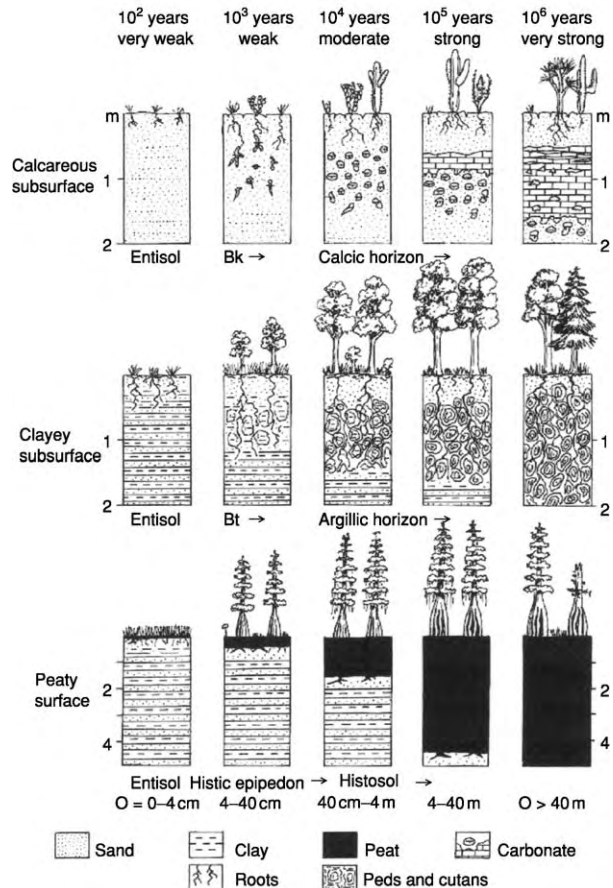 10² years 10³ years 10⁴ years 10⁵ years 10⁶ years
very weak weak moderate strong very strong
m m
Calcareous subsurface
1 1
2 2
Entisol Bk → Calcic horizon →
Clayey subsurface
1 1
2 2
Entisol Bt → Argillic horizon →
Peaty surface
2 2
4 4
Entisol Histic epipedon → Histosol →
O = 0–4 cm 4–40 cm 40 cm–4 m 4–40 m O > 40 m
Sand Clay Peat Carbonate
Roots Peds and cutans